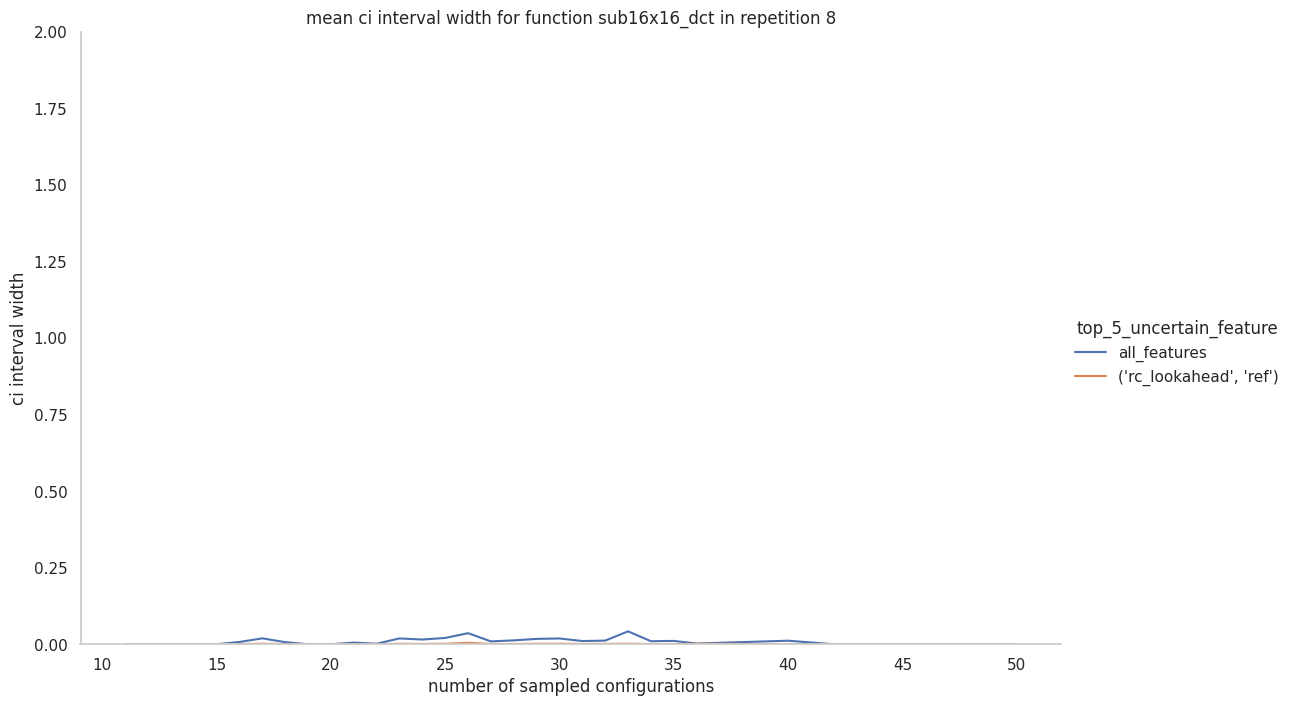 mean ci interval width for function sub16x16_dct in repetition 8
2.00
1.75
1.50
1.25
1.00
0.75
0.50
0.25
0.00
ci interval width
10 15 20 25 30 35 40 45 50
number of sampled configurations
top_5_uncertain_feature
all_features
('rc_lookahead', 'ref')